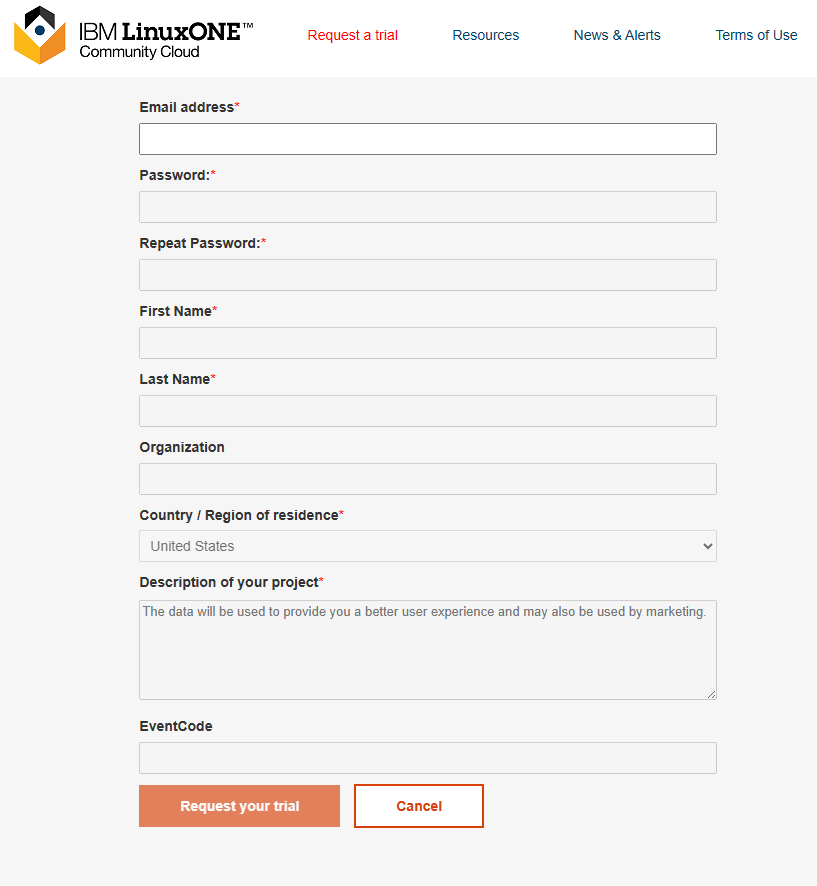 IBM LinuxONE™
Community Cloud
Request a trial
Resources
News & Alerts
Terms of Use
Email address*
Password:*
Repeat Password:*
First Name*
Last Name*
Organization
Country / Region of residence*
United States
Description of your project*
The data will be used to provide you a better user experience and may also be used by marketing.
EventCode
Request your trial
Cancel